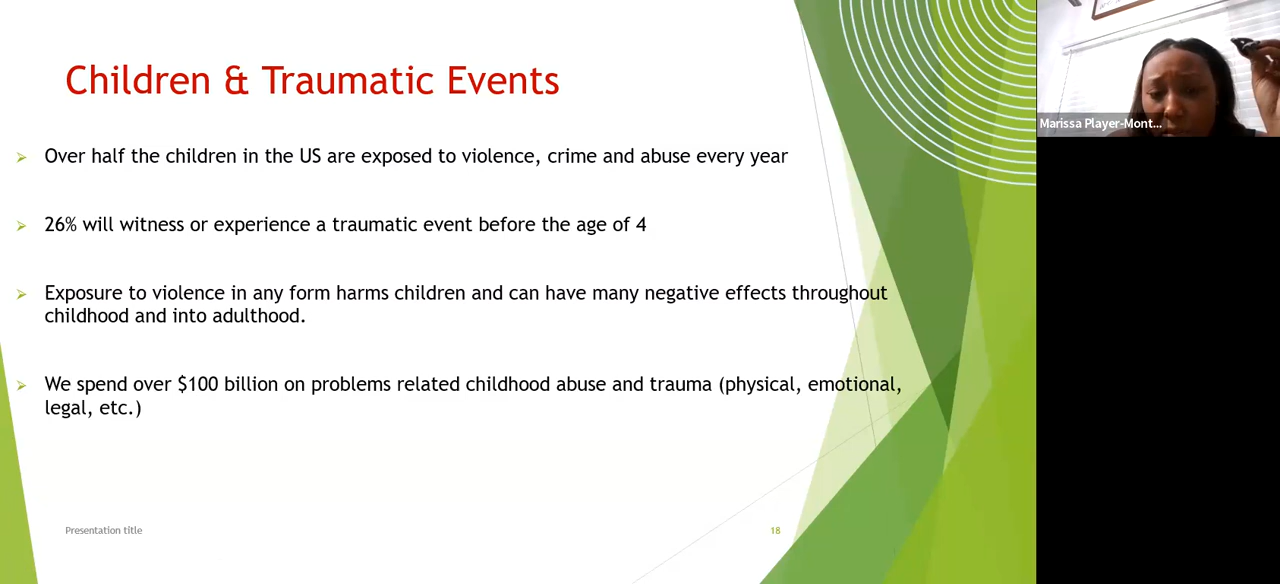 Children & Traumatic Events
Over half the children in the US are exposed to violence, crime and abuse every year
26% will witness or experience a traumatic event before the age of 4
Exposure to violence in any form harms children and can have many negative effects throughout
childhood and into adulthood.
We spend over $100 billion on problems related childhood abuse and trauma (physical, emotional,
legal, etc.)
Presentation title
18
Marissa Player-Mont...